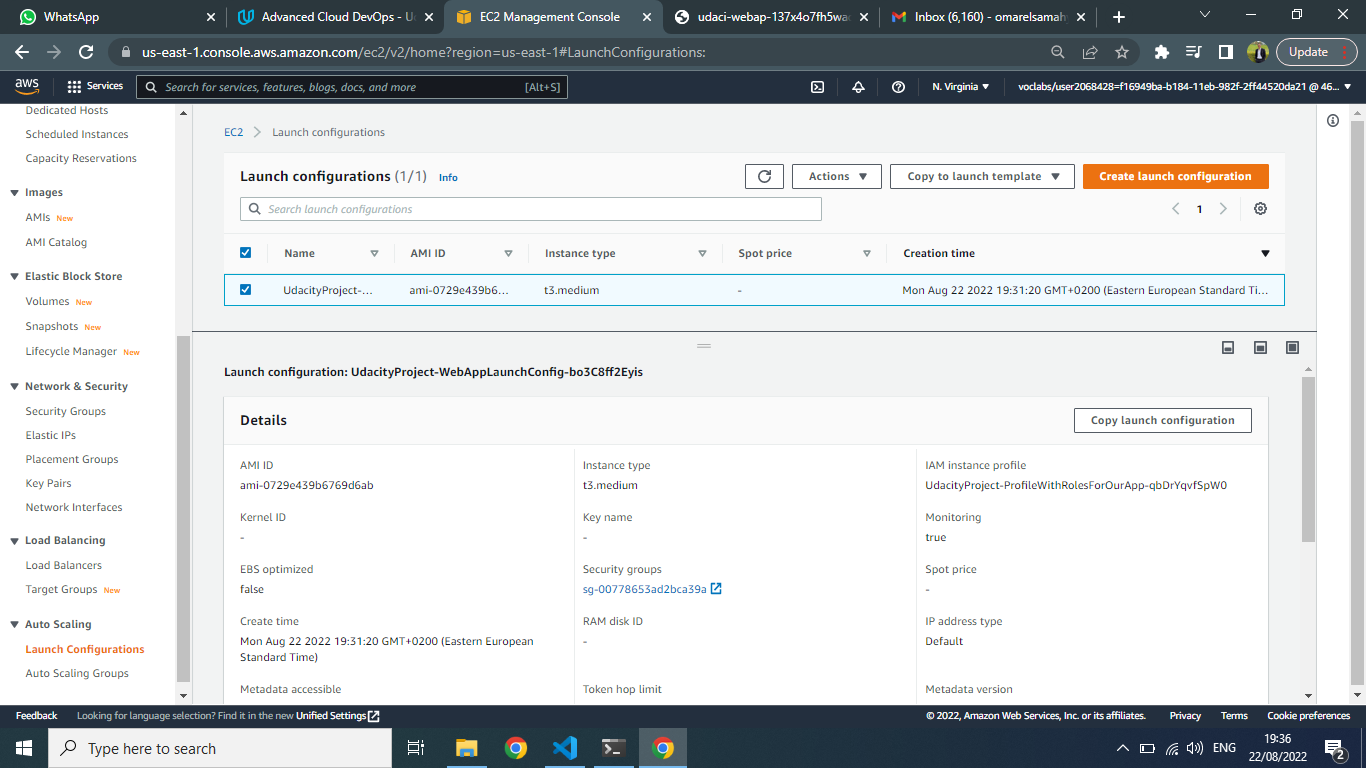 WhatsApp
Advanced Cloud DevOps - U
EC2 Management Console
udaci-webap-137x4o7fh5wa
Inbox (6,160) - omarelsamah
us-east-1.console.aws.amazon.com/ec2/v2/home?region=us-east-1#LaunchConfigurations:
Update
aws
Services
Search for services, features, blogs, docs, and more
[Alt+S]
N. Virginia
voclabs/user2068428=f16949ba-b184-11eb-982f-2ff44520da21 @ 46...
Dedicated Hosts
Scheduled Instances
Capacity Reservations
Images
AMIs New
AMI Catalog
Elastic Block Store
Volumes New
Snapshots New
Lifecycle Manager New
Network & Security
Security Groups
Elastic IPs
Placement Groups
Key Pairs
Network Interfaces
Load Balancing
Load Balancers
Target Groups New
Auto Scaling
Launch Configurations
Auto Scaling Groups
EC2 > Launch configurations
Launch configurations (1/1) Info
Actions
Copy to launch template
Create launch configuration
Search launch configurations
1
Name AMI ID Instance type Spot price Creation time
UdacityProject-... ami-0729e439b6... t3.medium - Mon Aug 22 2022 19:31:20 GMT+0200 (Eastern European Standard Ti...
Launch configuration: UdacityProject-WebAppLaunchConfig-bo3C8ff2Eyis
Details
Copy launch configuration
AMI ID Instance type IAM instance profile
ami-0729e439b6769d6ab t3.medium UdacityProject-ProfileWithRolesForOurApp-qbDrYqvfSpW0
Kernel ID Key name Monitoring
- - true
EBS optimized Security groups Spot price
false sg-00778653ad2bca39a -
Create time RAM disk ID IP address type
Mon Aug 22 2022 19:31:20 GMT+0200 (Eastern European - Default
Standard Time)
Metadata accessible Token hop limit Metadata version
Feedback
Looking for language selection? Find it in the new Unified Settings
© 2022, Amazon Web Services, Inc. or its affiliates.
Privacy
Terms
Cookie preferences
Type here to search
ENG
19:36
22/08/2022
2